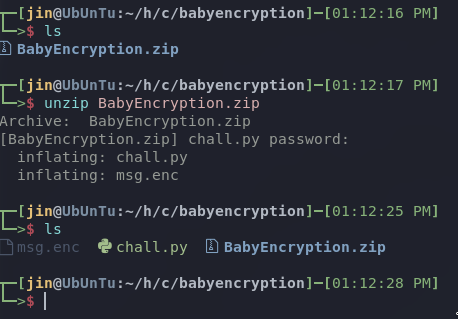 ┬─[jin@UbUnTu:~/h/c/babyencryption]─[01:12:16 PM]
╰─>$ ls
BabyEncryption.zip
┬─[jin@UbUnTu:~/h/c/babyencryption]─[01:12:17 PM]
╰─>$ unzip BabyEncryption.zip
Archive:  BabyEncryption.zip
[BabyEncryption.zip] chall.py password:
  inflating: chall.py
  inflating: msg.enc
┬─[jin@UbUnTu:~/h/c/babyencryption]─[01:12:25 PM]
╰─>$ ls
msg.enc  chall.py  BabyEncryption.zip
┬─[jin@UbUnTu:~/h/c/babyencryption]─[01:12:28 PM]
╰─>$